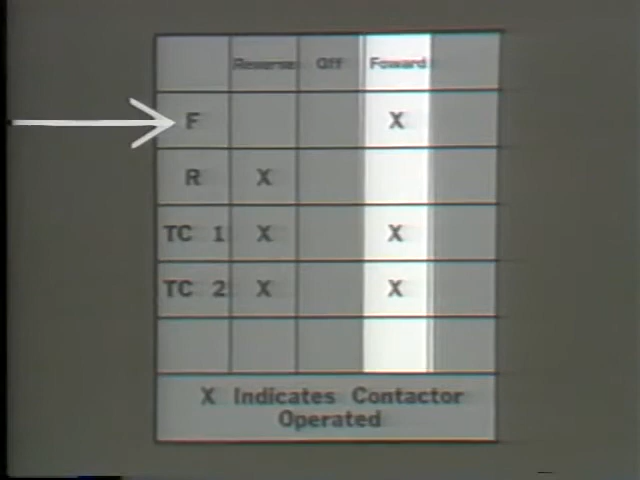 Reverse Off Foward
F X
R X
TC 1 X X
TC 2 X X
X Indicates Contactor
Operated